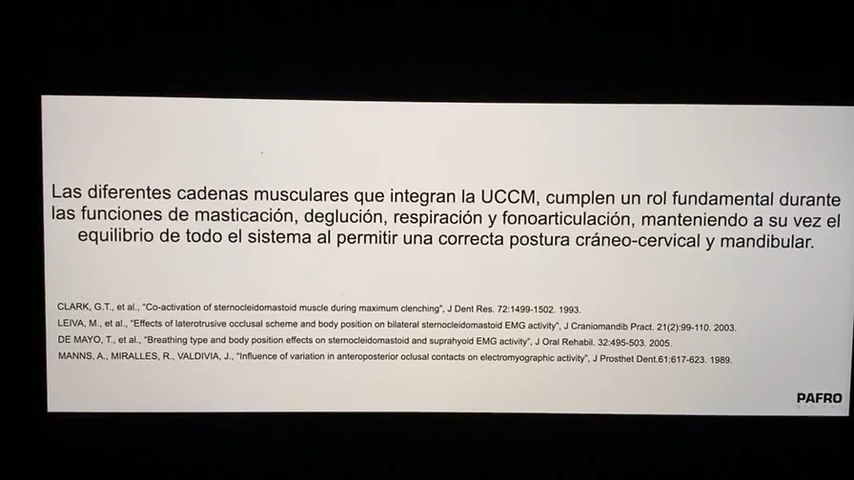 Las diferentes cadenas musculares que integran la UCCM, cumplen un rol fundamental durante
las funciones de masticación, deglución, respiración y fonoarticulación, manteniendo a su vez el
equilibrio de todo el sistema al permitir una correcta postura cráneo-cervical y mandibular.
CLARK, G.T., et al., "Co-activation of sternocleidomastoid muscle during maximum clenching", J Dent Res. 72:1499-1502. 1993.
LEIVA, M., et al., "Effects of laterotrusive occlusal scheme and body position on bilateral sternocleidomastoid EMG activity", J Craniomandib Pract. 21(2):99-110. 2003.
DE MAYO, T., et al., "Breathing type and body position effects on sternocleidomastoid and suprahyoid EMG activity", J Oral Rehabil. 32:495-503. 2005.
MANNS, A., MIRALLES, R., VALDIVIA, J., "Influence of variation in anteroposterior oclusal contacts on electromyographic activity", J Prosthet Dent.61:617-623. 1989.
PAFRO